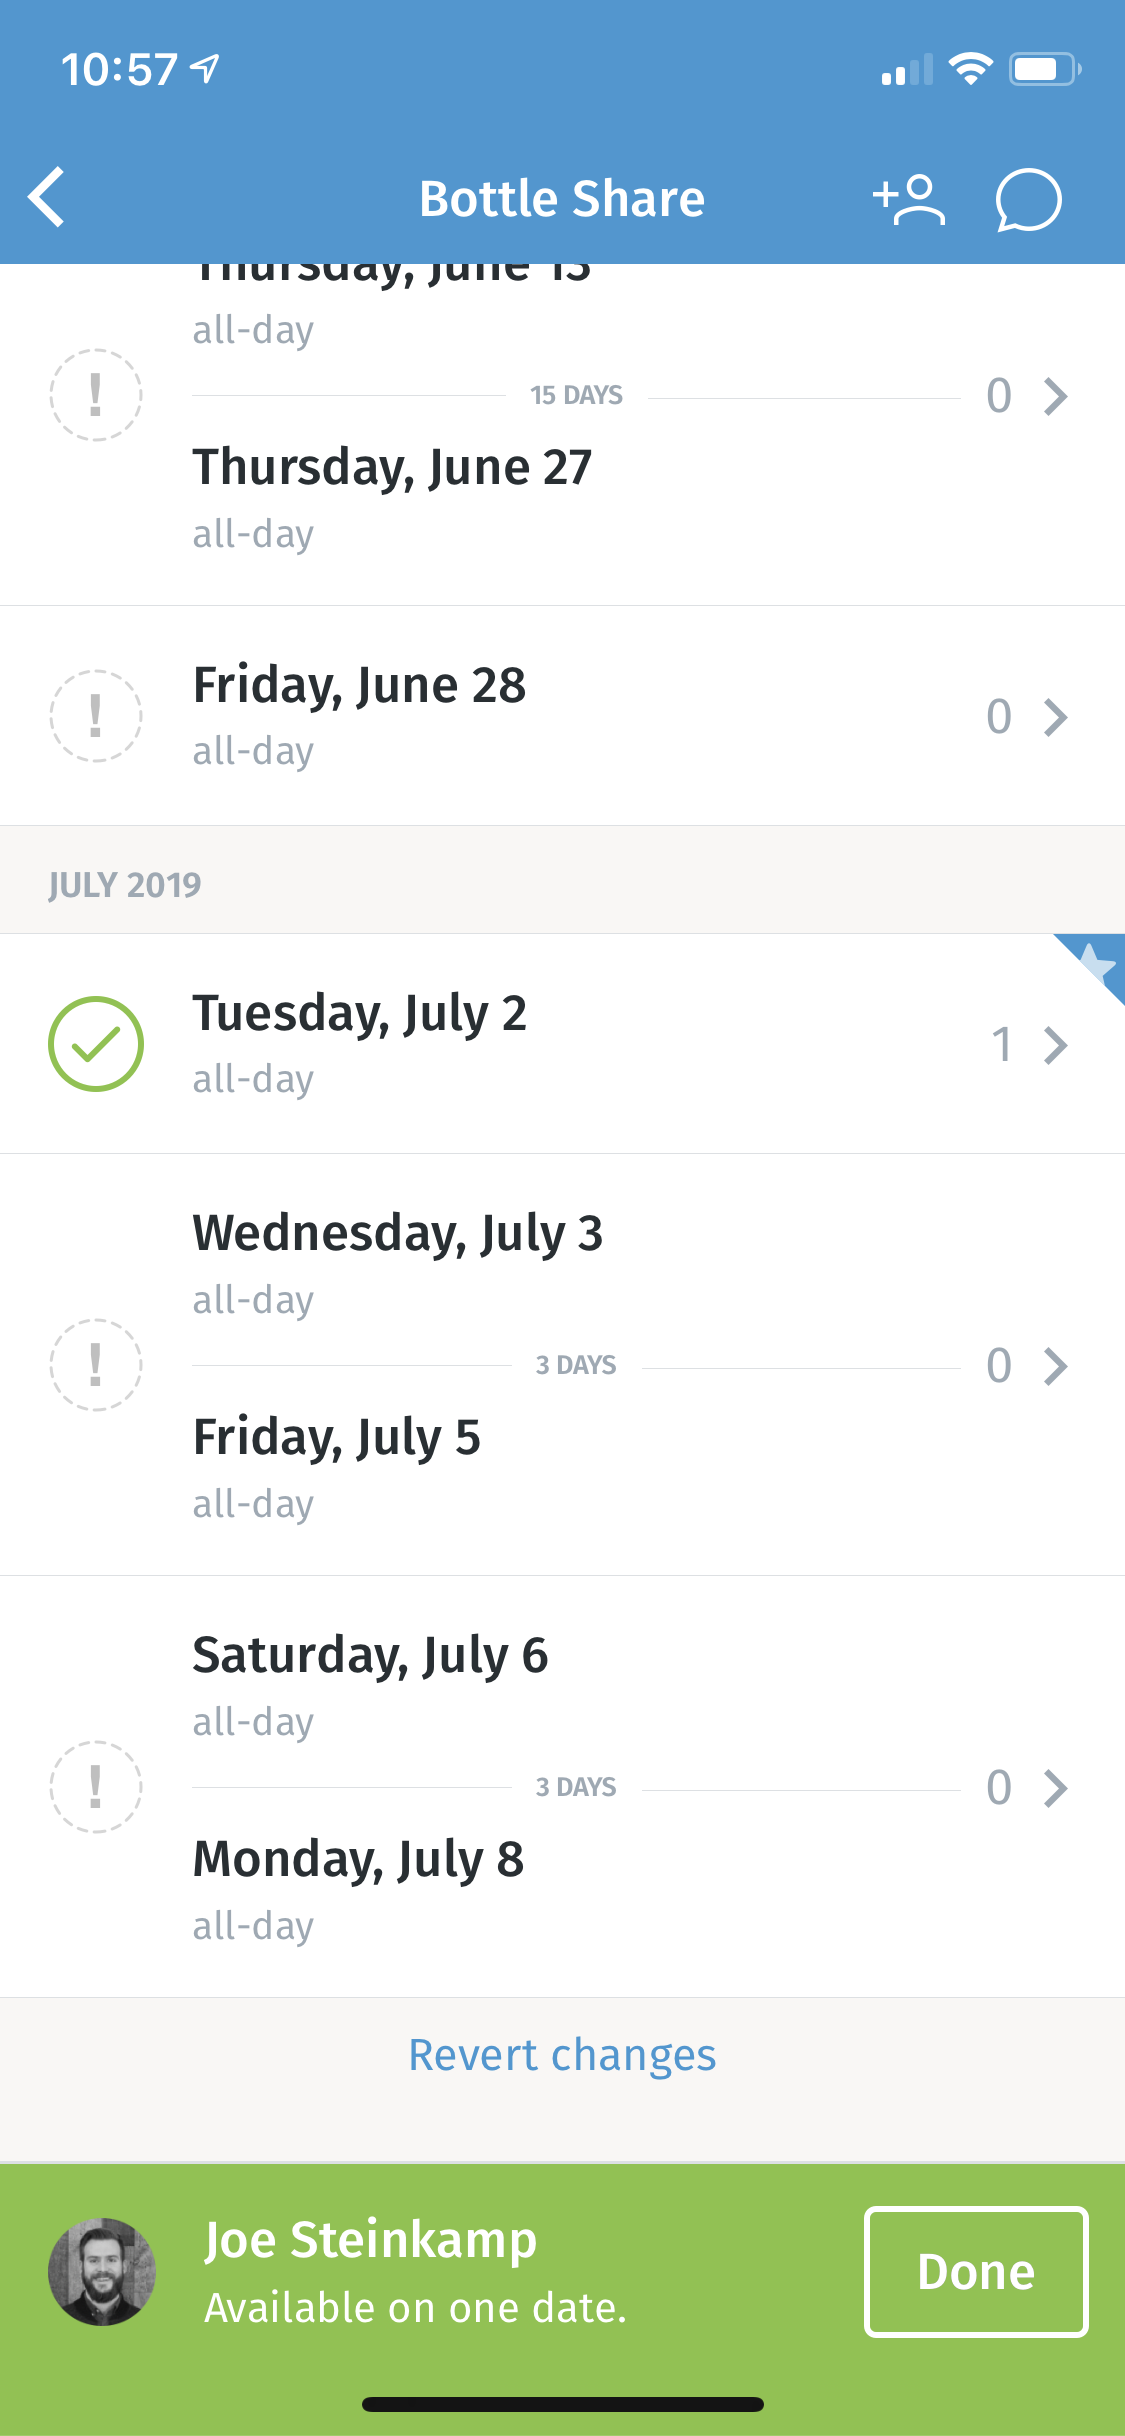 10:57
Bottle Share
Thursday, June 13
all-day
15 DAYS
0
Thursday, June 27
all-day
!
Friday, June 28
all-day
!
0
JULY 2019
Tuesday, July 2
all-day
1
Wednesday, July 3
all-day
!
3 DAYS
0
Friday, July 5
all-day
Saturday, July 6
all-day
!
3 DAYS
0
Monday, July 8
all-day
Revert changes
Joe Steinkamp
Available on one date.
Done